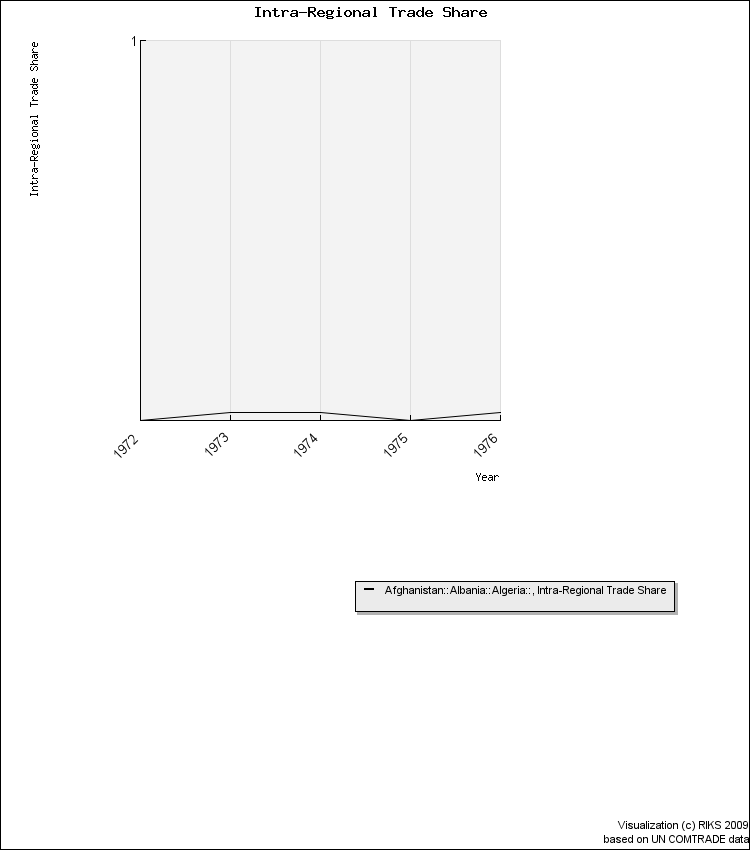 Intra-Regional Trade Share
Intra-Regional Trade Share
1
1972 1973 1974 1975 1976
Year
Afghanistan::Albania::Algeria::, Intra-Regional Trade Share
Visualization (c) RIKS 2009
based on UN COMTRADE data